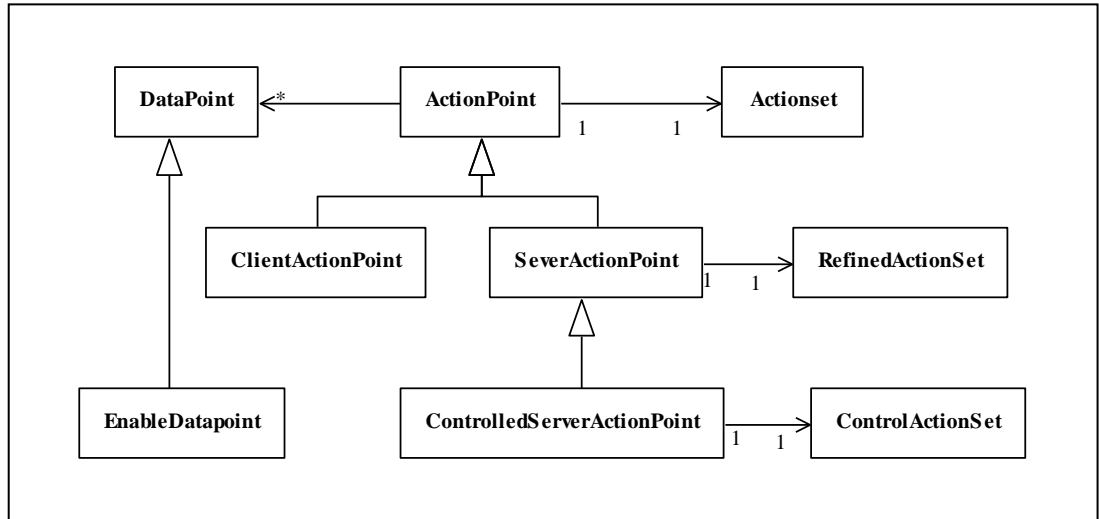 DataPoint
*
ActionPoint
1
1
Actionset
ClientActionPoint
SeverActionPoint
1
1
RefinedActionSet
EnableDatapoint
ControlledServerActionPoint
1
1
ControlActionSet